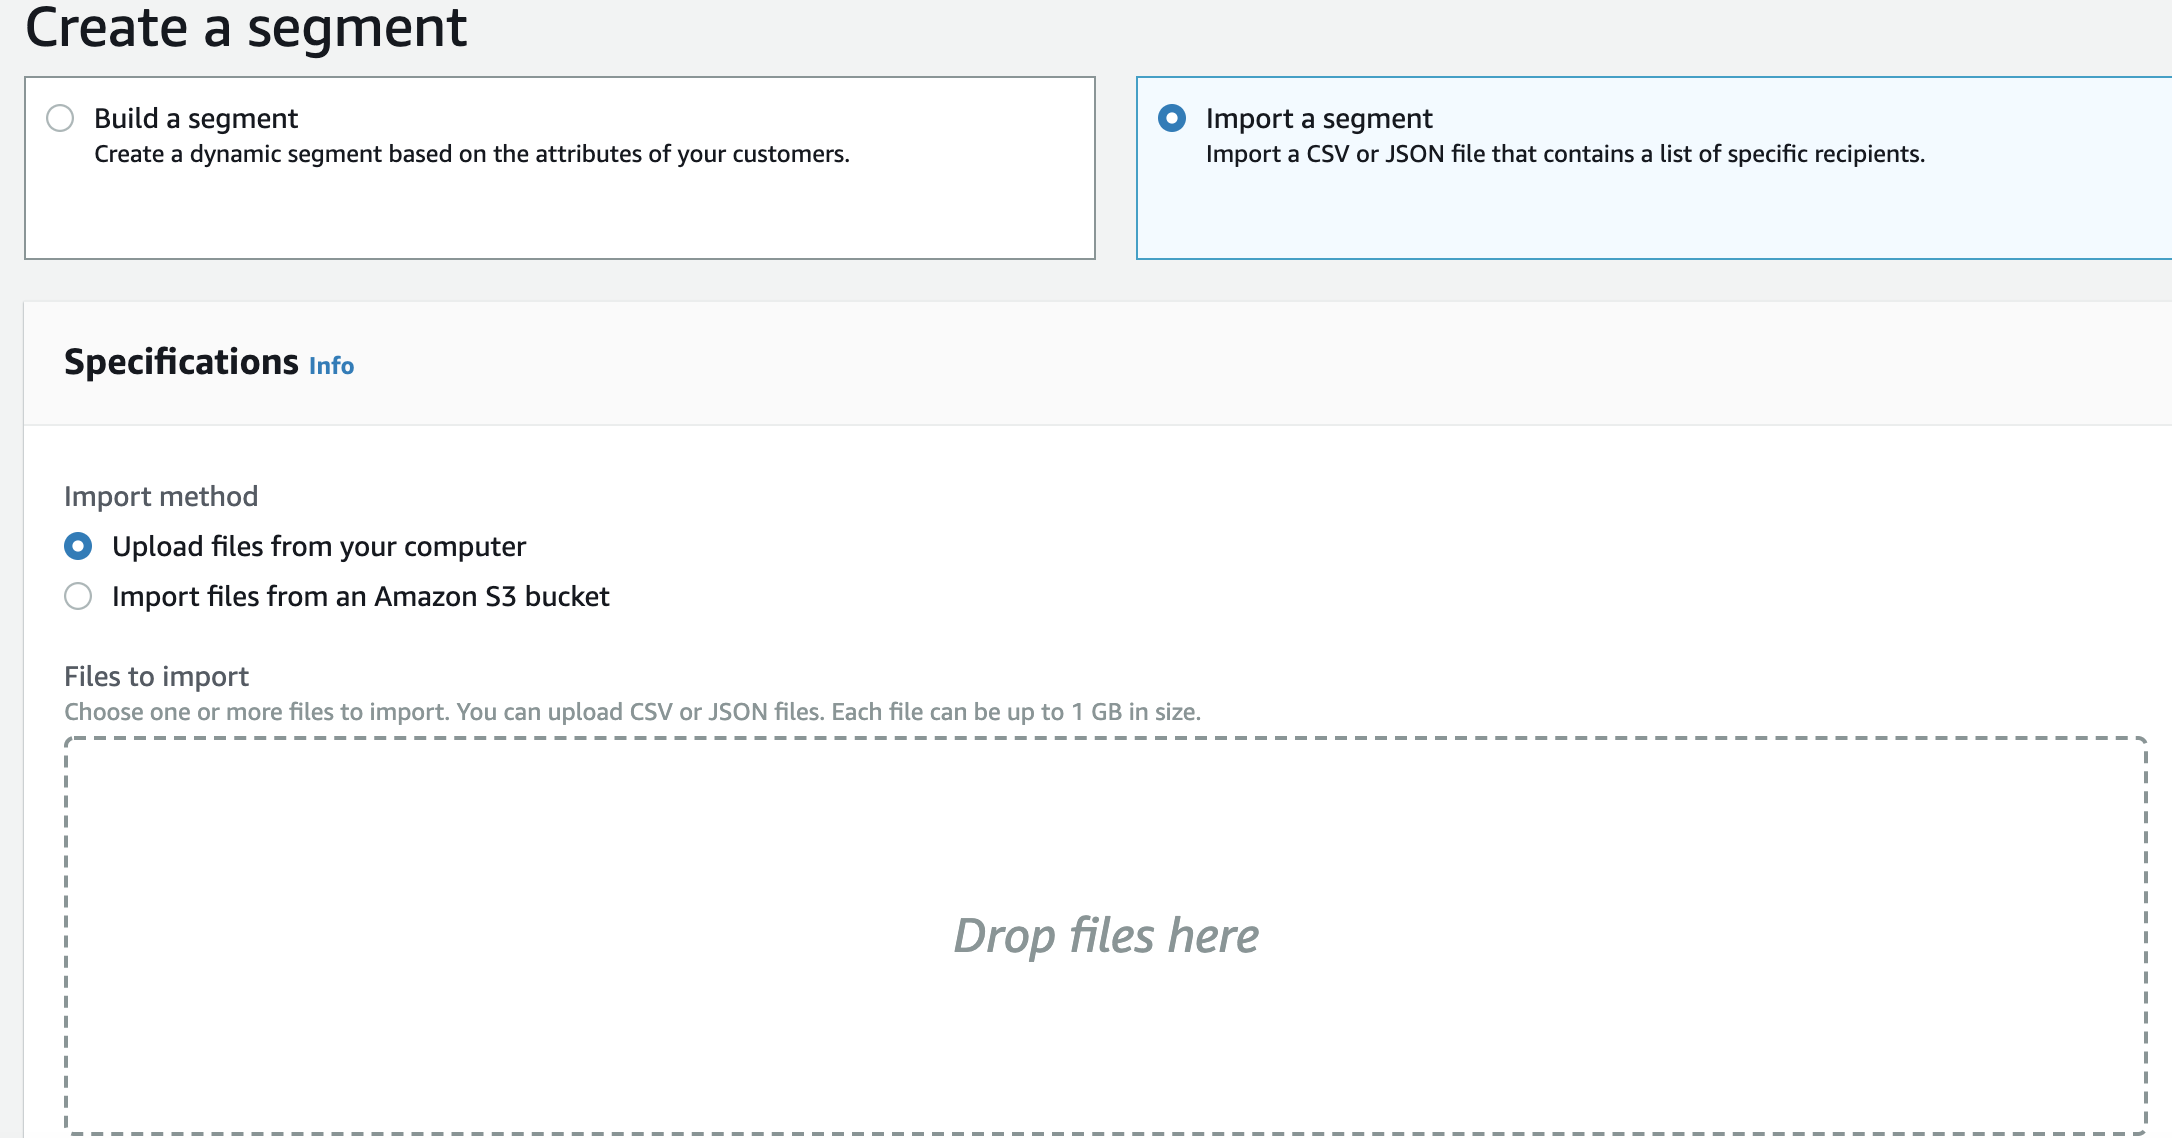 Create a segment
Build a segment
Create a dynamic segment based on the attributes of your customers.
Import a segment
Import a CSV or JSON file that contains a list of specific recipients.
Specifications Info
Import method
Upload files from your computer
Import files from an Amazon S3 bucket
Files to import
Choose one or more files to import. You can upload CSV or JSON files. Each file can be up to 1 GB in size.
Drop files here